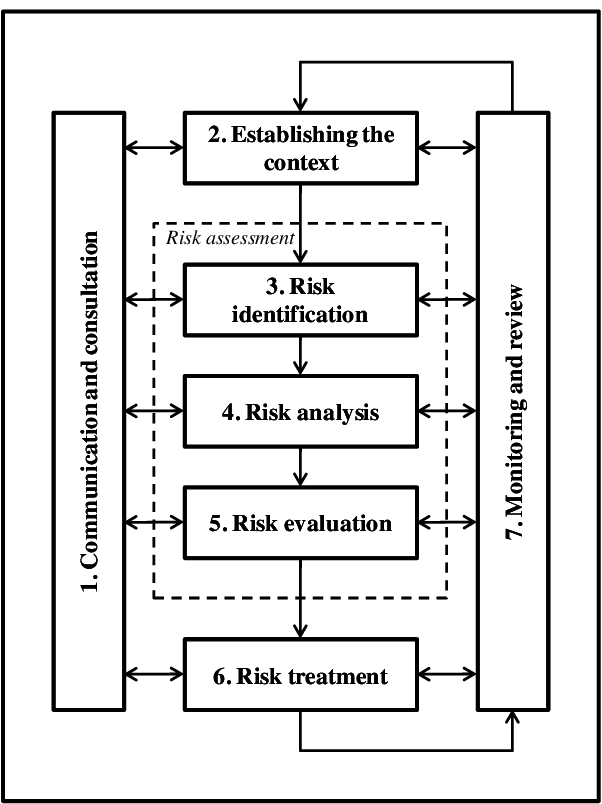 2. Establishing the
context
Risk assessment
3. Risk
identification
4. Risk analysis
5. Risk evaluation
6. Risk treatment
1. Communication and consultation
7. Monitoring and review